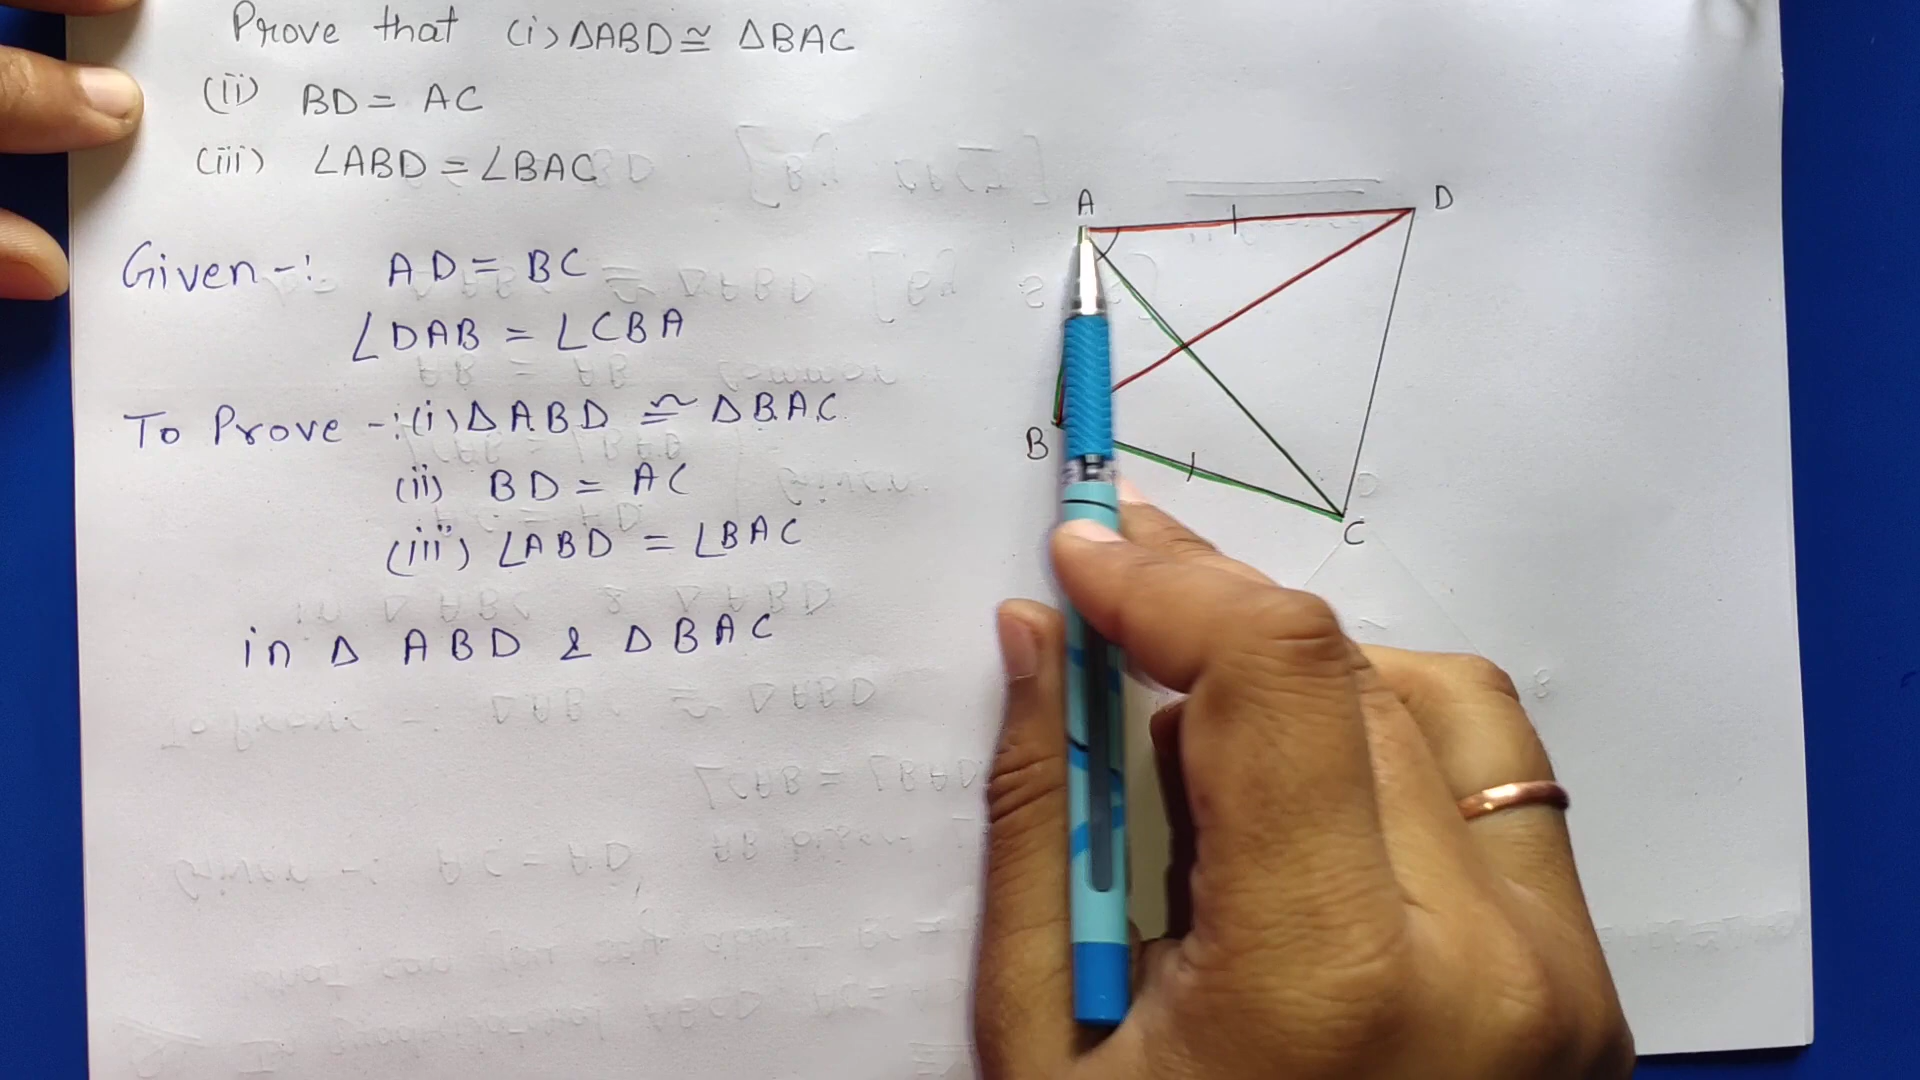 Prove that (i) ΔABD ≅ ΔBAC
(ii) BD = AC
(iii) ∠ABD = ∠BAC
Given -: AD = BC
∠DAB = ∠CBA
To Prove -: (i) ΔABD ≅ ΔBAC
(ii) BD = AC
(iii) ∠ABD = ∠BAC
in Δ ABD & ΔBAC
A
D
B
C